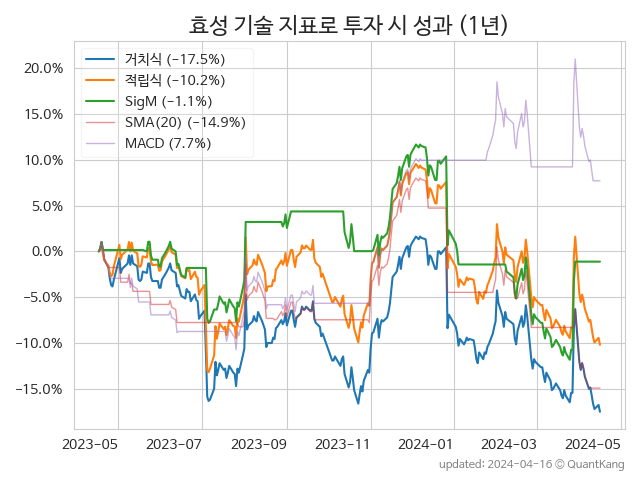 효성 기술 지표로 투자 시 성과 (1년)
거치식 (−17.5%)
적립식 (−10.2%)
SigM (−1.1%)
SMA(20) (−14.9%)
MACD (7.7%)
20.0%
15.0%
10.0%
5.0%
0.0%
−5.0%
−10.0%
−15.0%
2023-05 2023-07 2023-09 2023-11 2024-01 2024-03 2024-05
updated: 2024-04-16 © QuantKang